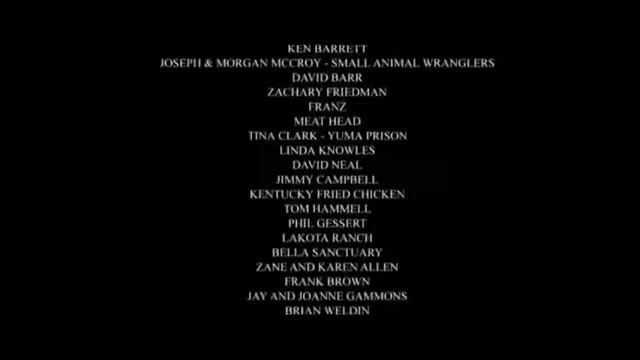 KEN BARRETT
JOSEPH & MORGAN MCCROY - SMALL ANIMAL WRANGLERS
DAVID BARR
ZACHARY FRIEDMAN
FRANZ
MEAT HEAD
TINA CLARK - YUMA PRISON
LINDA KNOWLES
DAVID NEAL
JIMMY CAMPBELL
KENTUCKY FRIED CHICKEN
TOM HAMMELL
PHIL GESSERT
LAKOTA RANCH
BELLA SANCTUARY
ZANE AND KAREN ALLEN
FRANK BROWN
JAY AND JOANNE GAMMONS
BRIAN WELDIN